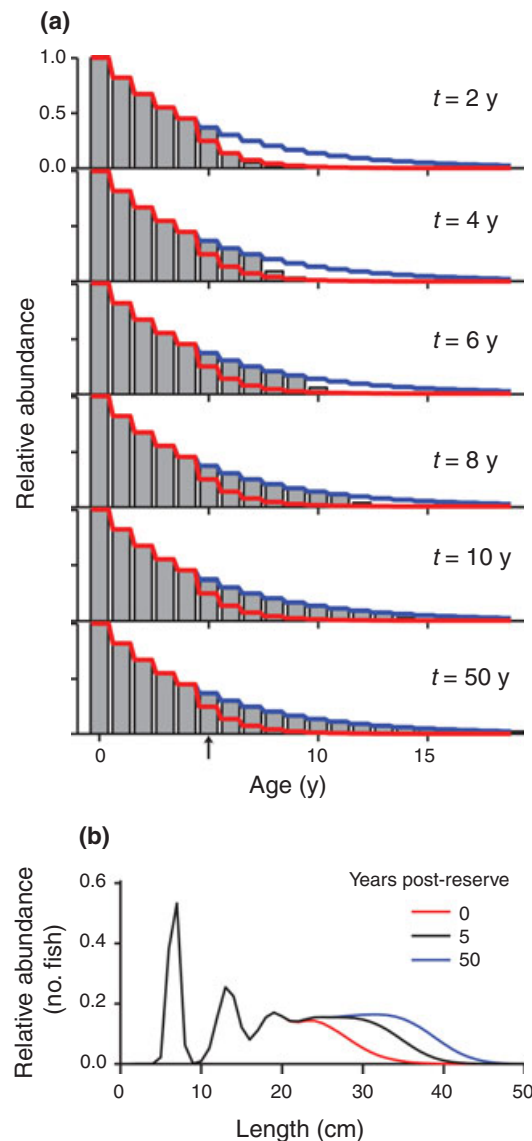 (a)
Relative abundance
1.0
0.5
0.0
t = 2 y
t = 4 y
t = 6 y
t = 8 y
t = 10 y
t = 50 y
0 10 15
Age (y)
(b)
Relative abundance
(no. fish)
0.6
0.4
0.2
0.0
Years post-reserve
0
5
50
0 10 20 30 40 50
Length (cm)